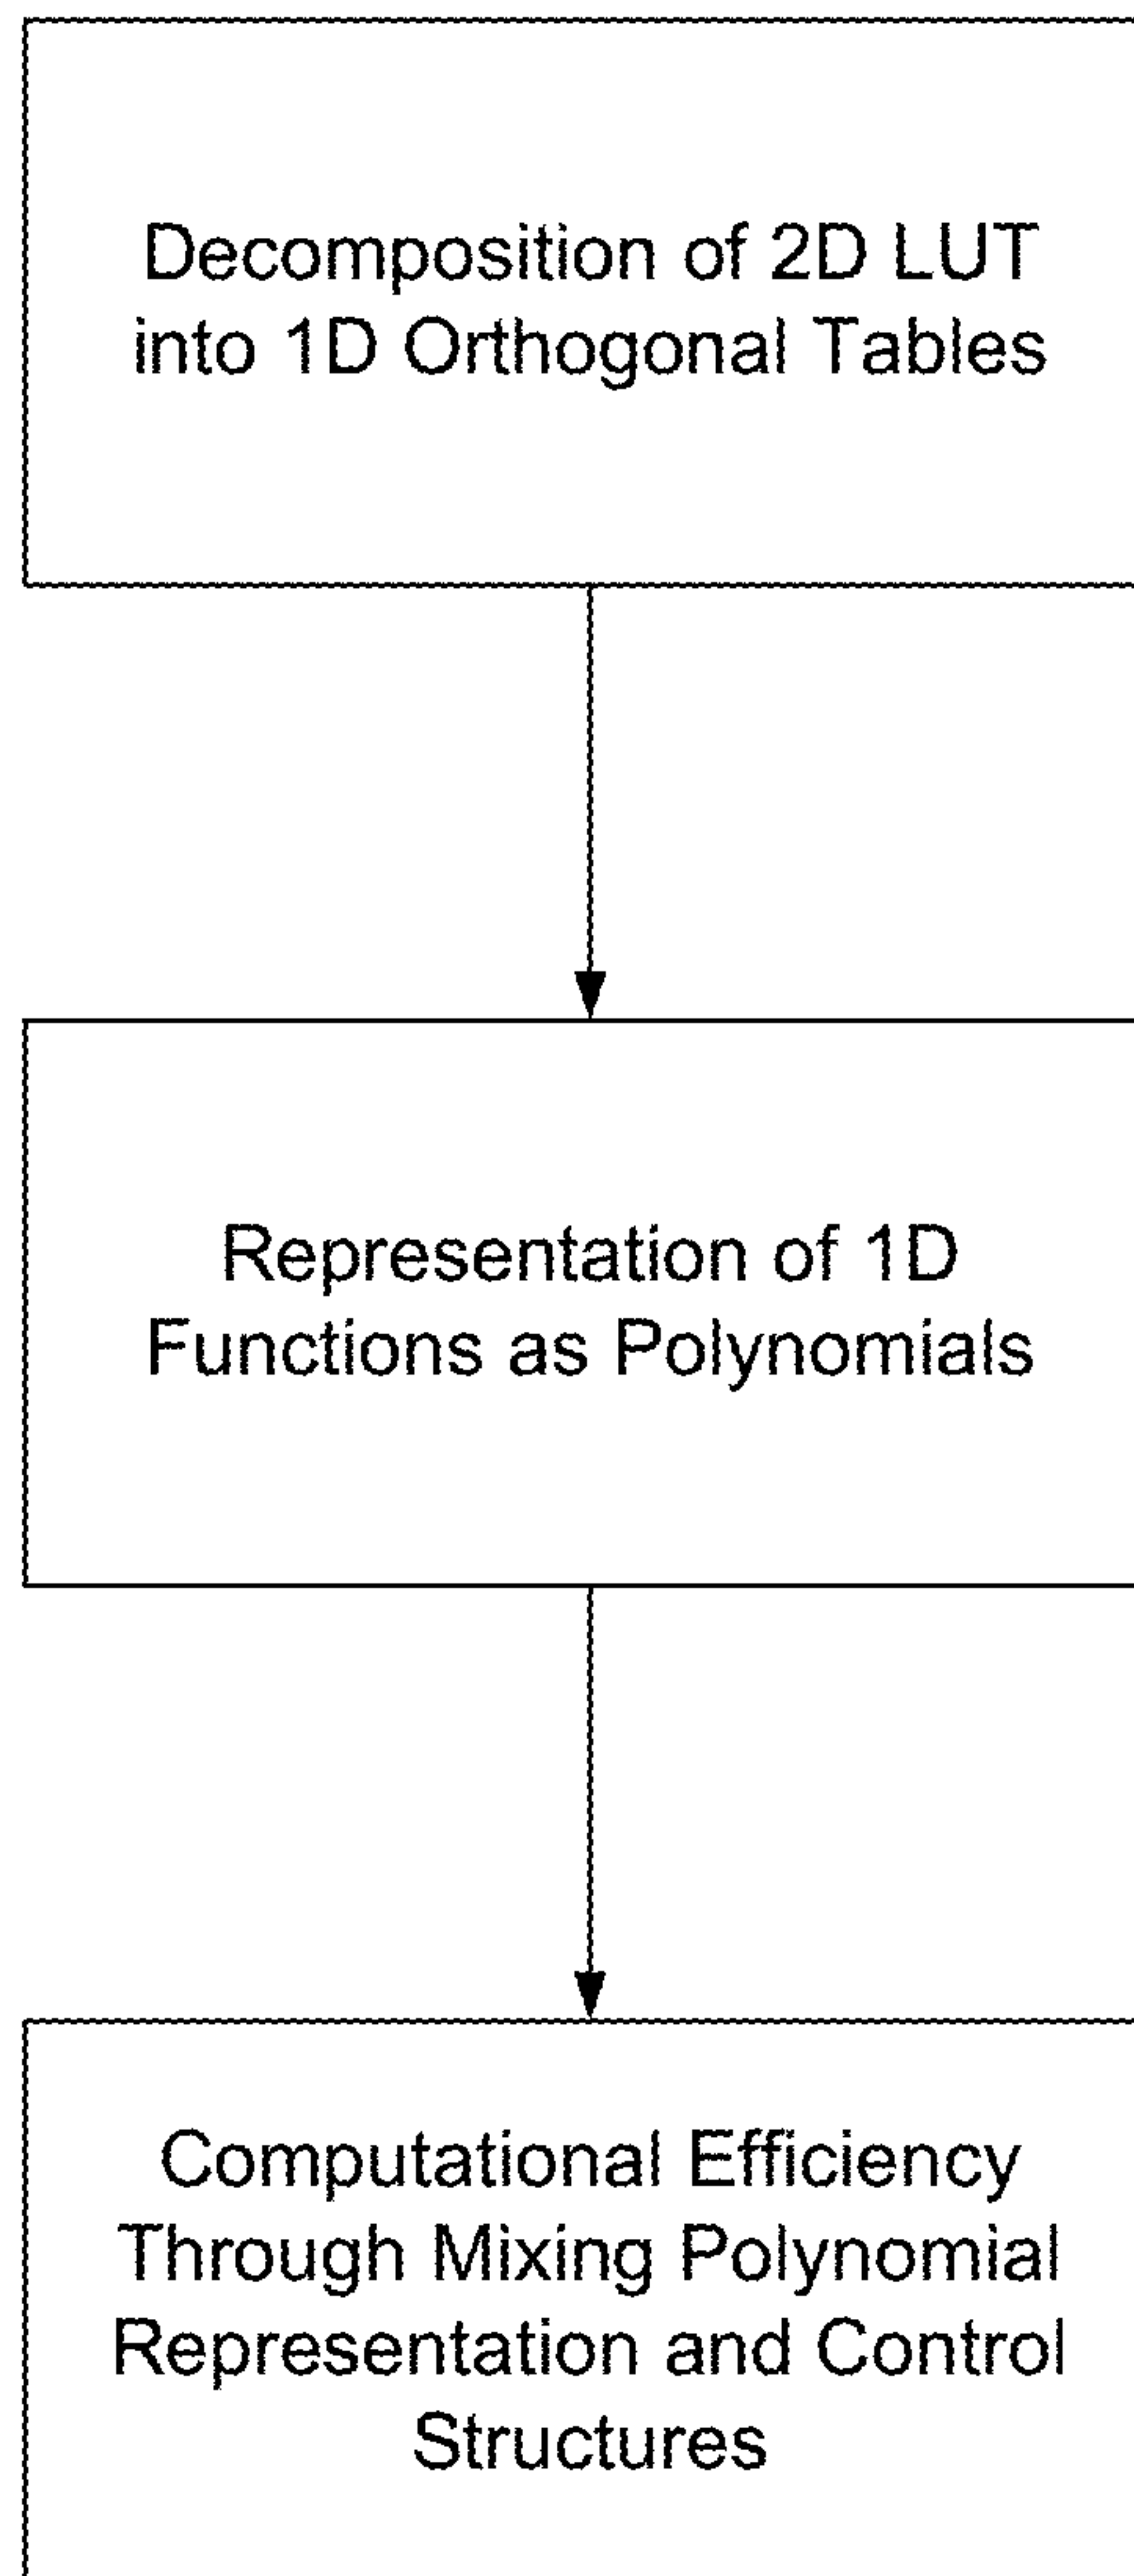 Decomposition of 2D LUT
into 1D Orthogonal Tables
Representation of 1D
Functions as Polynomials
Computational Efficiency
Through Mixing Polynomial
Representation and Control
Structures